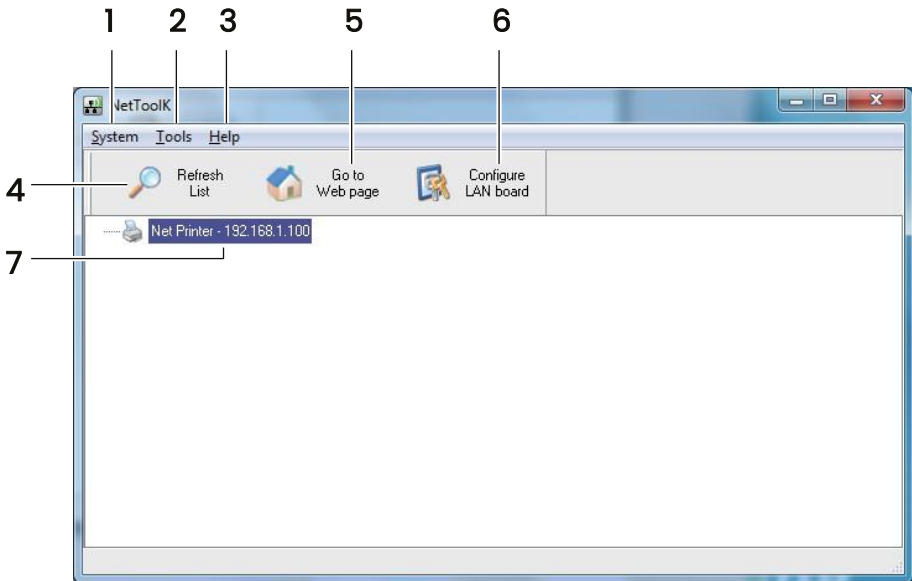 1 2 3 5 6
NetToolK
System Tools Help
4
Refresh
List
Go to
Web page
Configure
LAN board
Net Printer - 192.168.1.100
7